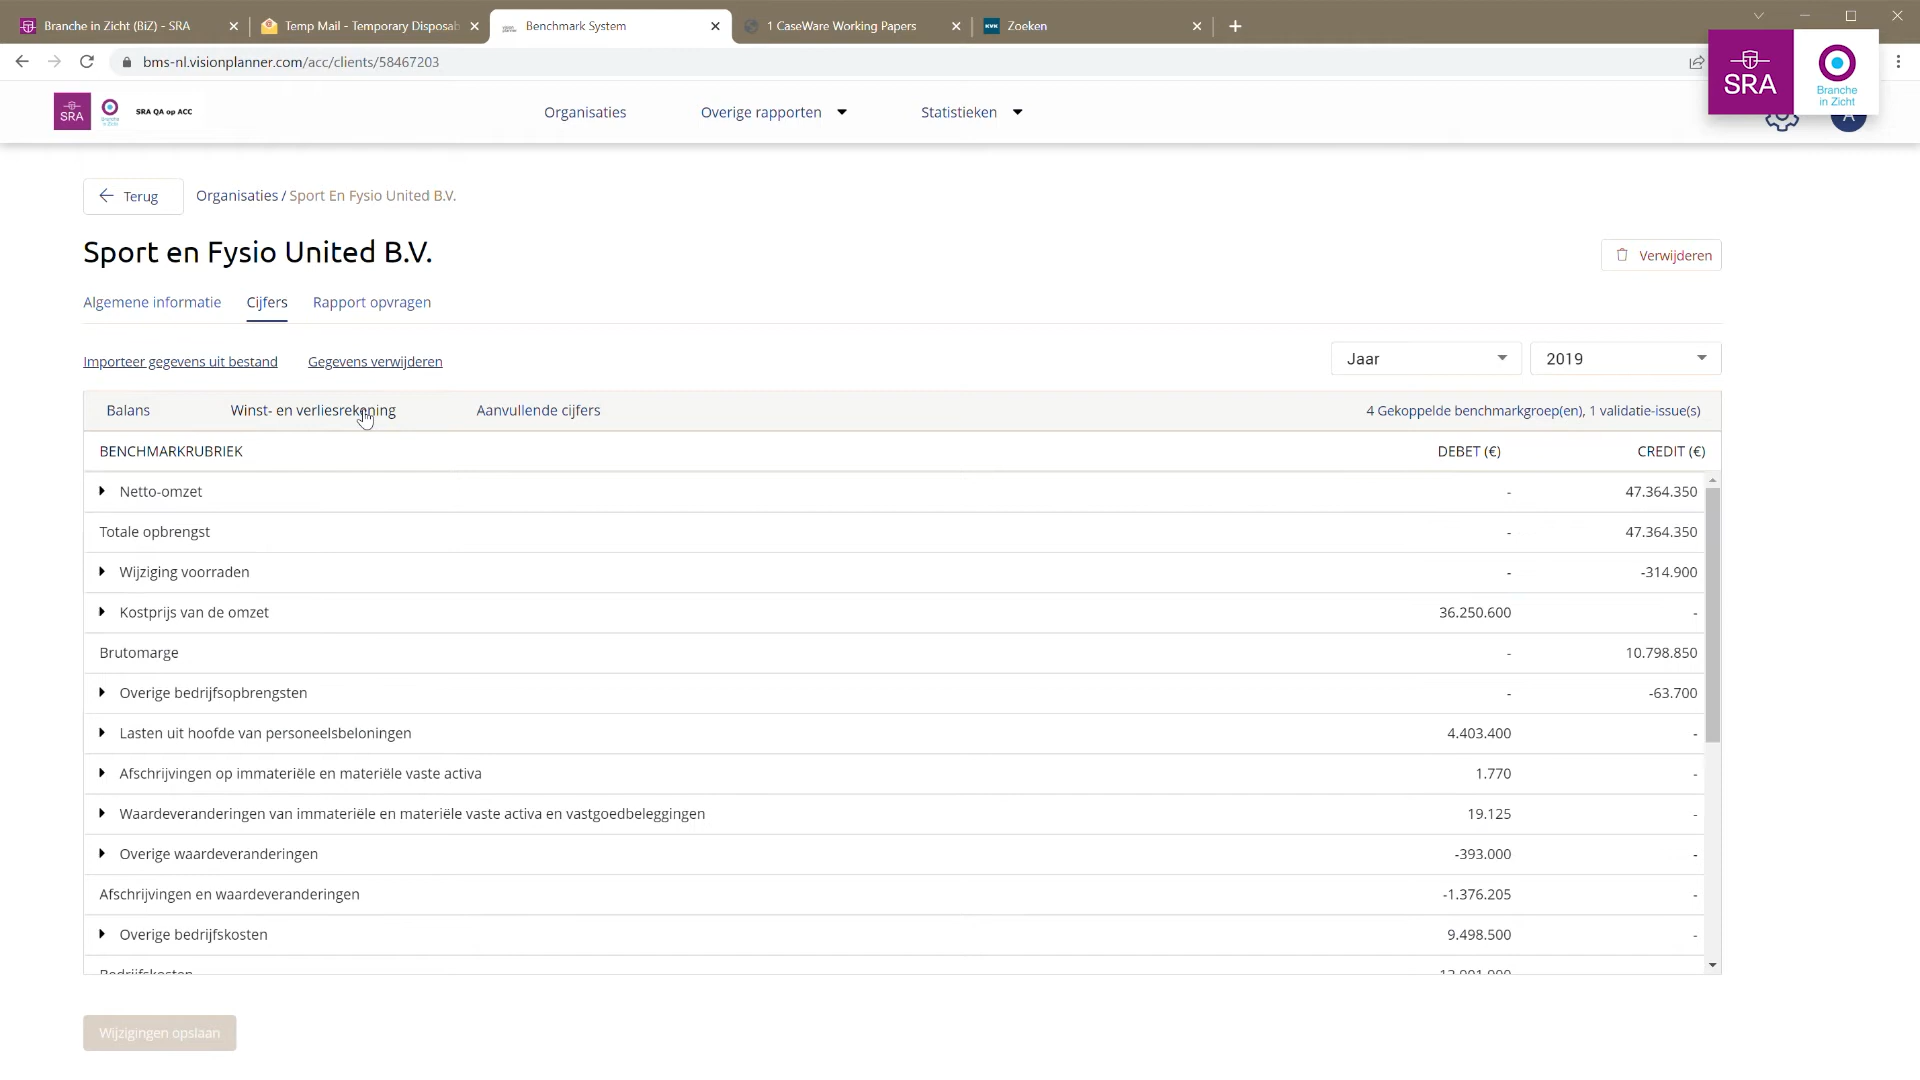 Branche in Zicht (BiZ) - SRA
Temp Mail - Temporary Disposab
Benchmark System
1 CaseWare Working Papers
KVK Zoeken
bms-nl.visionplanner.com/acc/clients/58467203
SRA
Branche
in Zicht
SRA
SRA QA op ACC
Organisaties
Overige rapporten
Statistieken
A
Terug
Organisaties / Sport En Fysio United B.V.
Sport en Fysio United B.V.
Verwijderen
Algemene informatie
Cijfers
Rapport opvragen
Importeer gegevens uit bestand
Gegevens verwijderen
Jaar
2019
Balans
Winst- en verliesrekening
Aanvullende cijfers
4 Gekoppelde benchmarkgroep(en), 1 validatie-issue(s)
BENCHMARKRUBRIEK DEBET (€) CREDIT (€)
Netto-omzet - 47.364.350
Totale opbrengst - 47.364.350
Wijziging voorraden - -314.900
Kostprijs van de omzet 36.250.600 -
Brutomarge - 10.798.850
Overige bedrijfsopbrengsten - -63.700
Lasten uit hoofde van personeelsbeloningen 4.403.400 -
Afschrijvingen op immateriële en materiële vaste activa 1.770 -
Waardeveranderingen van immateriële en materiële vaste activa en vastgoedbeleggingen 19.125 -
Overige waardeveranderingen -393.000 -
Afschrijvingen en waardeveranderingen -1.376.205 -
Overige bedrijfskosten 9.498.500 -
Bedrijfskosten
Wijzigingen opslaan